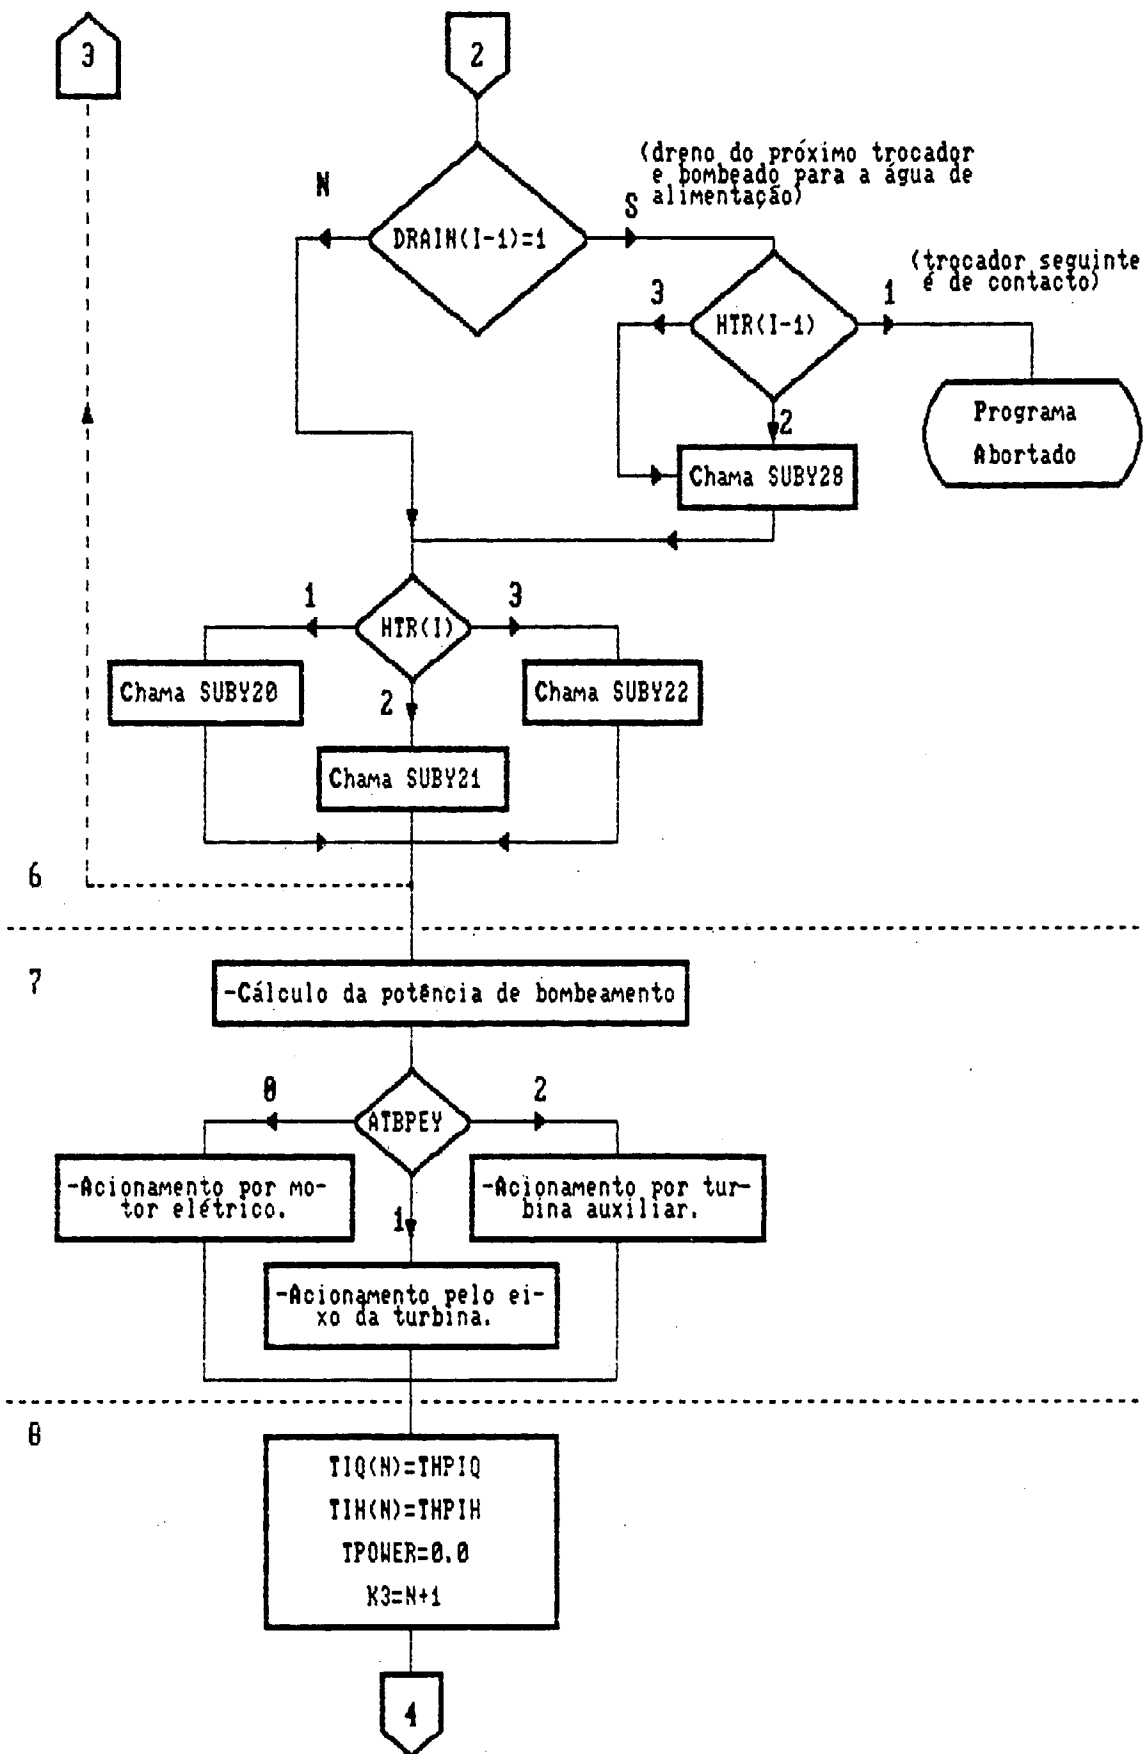 3
2
(dreno do próximo trocador
e bombeado para a água de
alimentação)
N
S
DRAIN(I-1)=1
(trocador seguinte
é de contacto)
3
1
HTR(I-1)
2
Programa
Abortado
Chama SUBY28
1
3
HTR(I)
Chama SUBY20
2
Chama SUBY22
Chama SUBY21
6
7
-Cálculo da potência de bombeamento
0
2
ATBPEY
-Acionamento por mo-
tor elétrico.
1
-Acionamento por tur-
bina auxiliar.
-Acionamento pelo ei-
xo da turbina.
8
TIQ(N)=THPIQ
TIH(N)=THPIH
TPOWER=0.0
K3=N+1
4